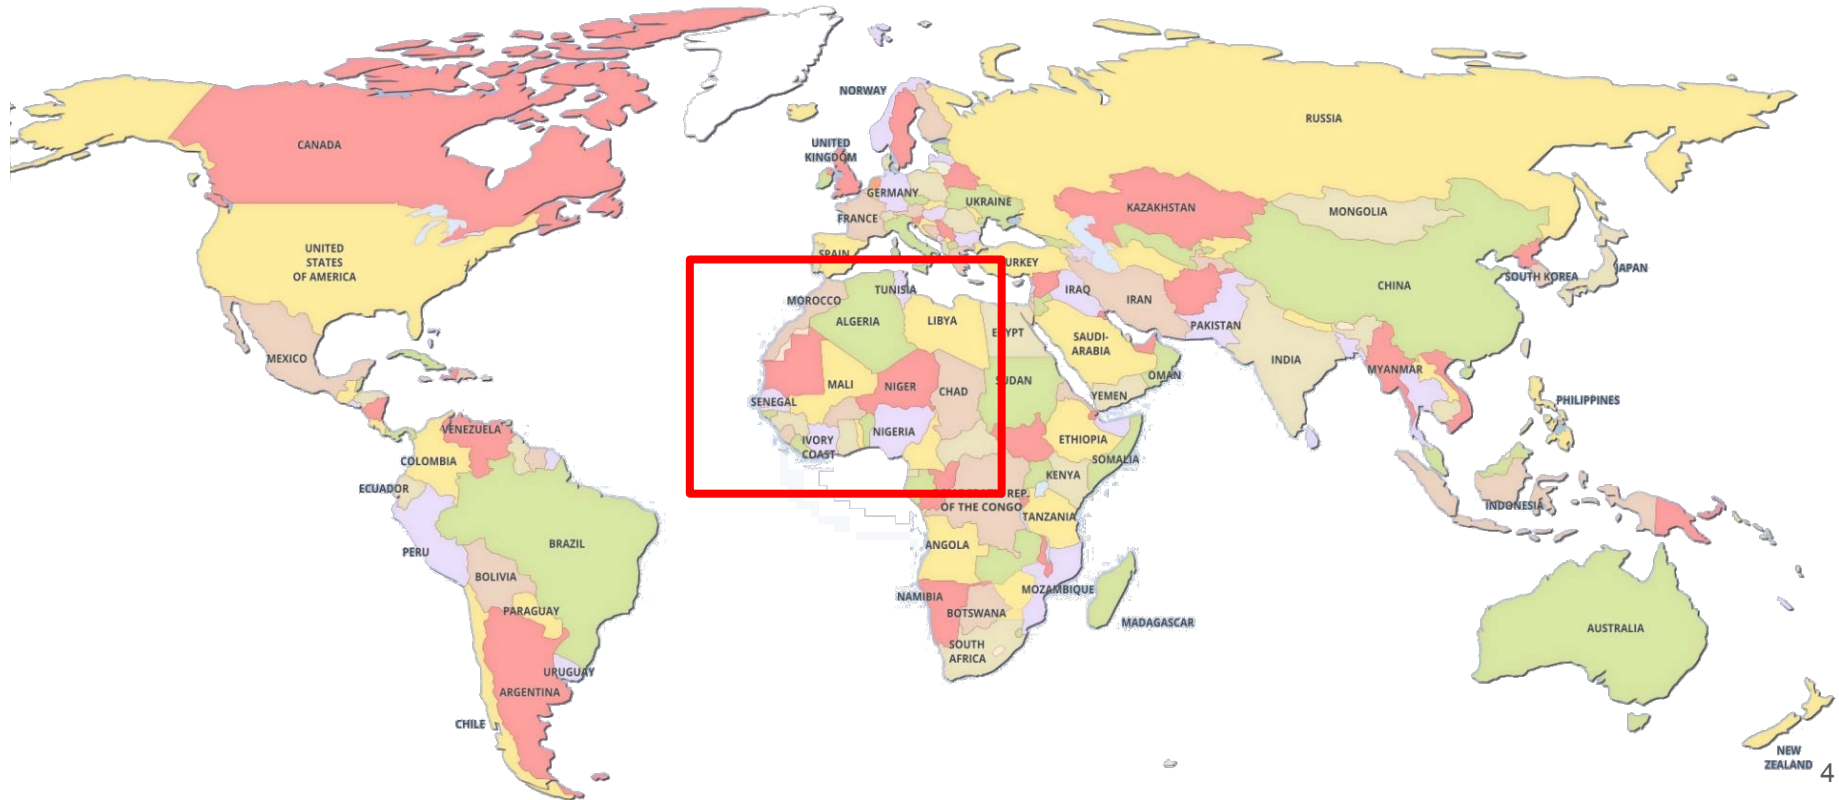 NORWAY
RUSSIA
CANADA
UNITED
KINGDOM
GERMANY
UKRAINE
KAZAKHSTAN
MONGOLIA
FRANCE
UNITED
STATES
OF AMERICA
SPAIN
URKEY
SOUTH KOREA
JAPAN
CHINA
TUNISIA
MOROCCO
IRAQ
IRAN
ALGERIA
LIBYA
EGYPT
PAKISTAN
SAUDI-
ARABIA
MEXICO
INDIA
MYANMAR
OMAN
MALI
NIGER
CHAD
SUDAN
YEMEN
SENEGAL
PHILIPPINES
VENEZUELA
NIGERIA
IVORY
COAST
ETHIOPIA
SOMALIA
COLOMBIA
KENYA
ECUADOR
REP.
OF THE CONGO
INDONESIA
TANZANIA
PERU
BRAZIL
ANGOLA
BOLIVIA
NAMIBIA
MOZAMBIQUE
PARAGUAY
BOTSWANA
MADAGASCAR
AUSTRALIA
SOUTH
AFRICA
URUGUAY
ARGENTINA
CHILE
NEW
ZEALAND
4